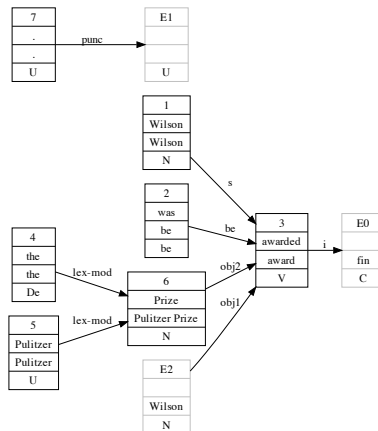 7
.
.
U
punc
E1
U
1
Wilson
Wilson
N
s
2
was
be
be
be
3
awarded
award
V
i
E0
fin
C
4
the
the
De
lex-mod
5
Pulitzer
Pulitzer
U
lex-mod
6
Prize
Pulitzer Prize
N
obj2
obj1
E2
Wilson
N